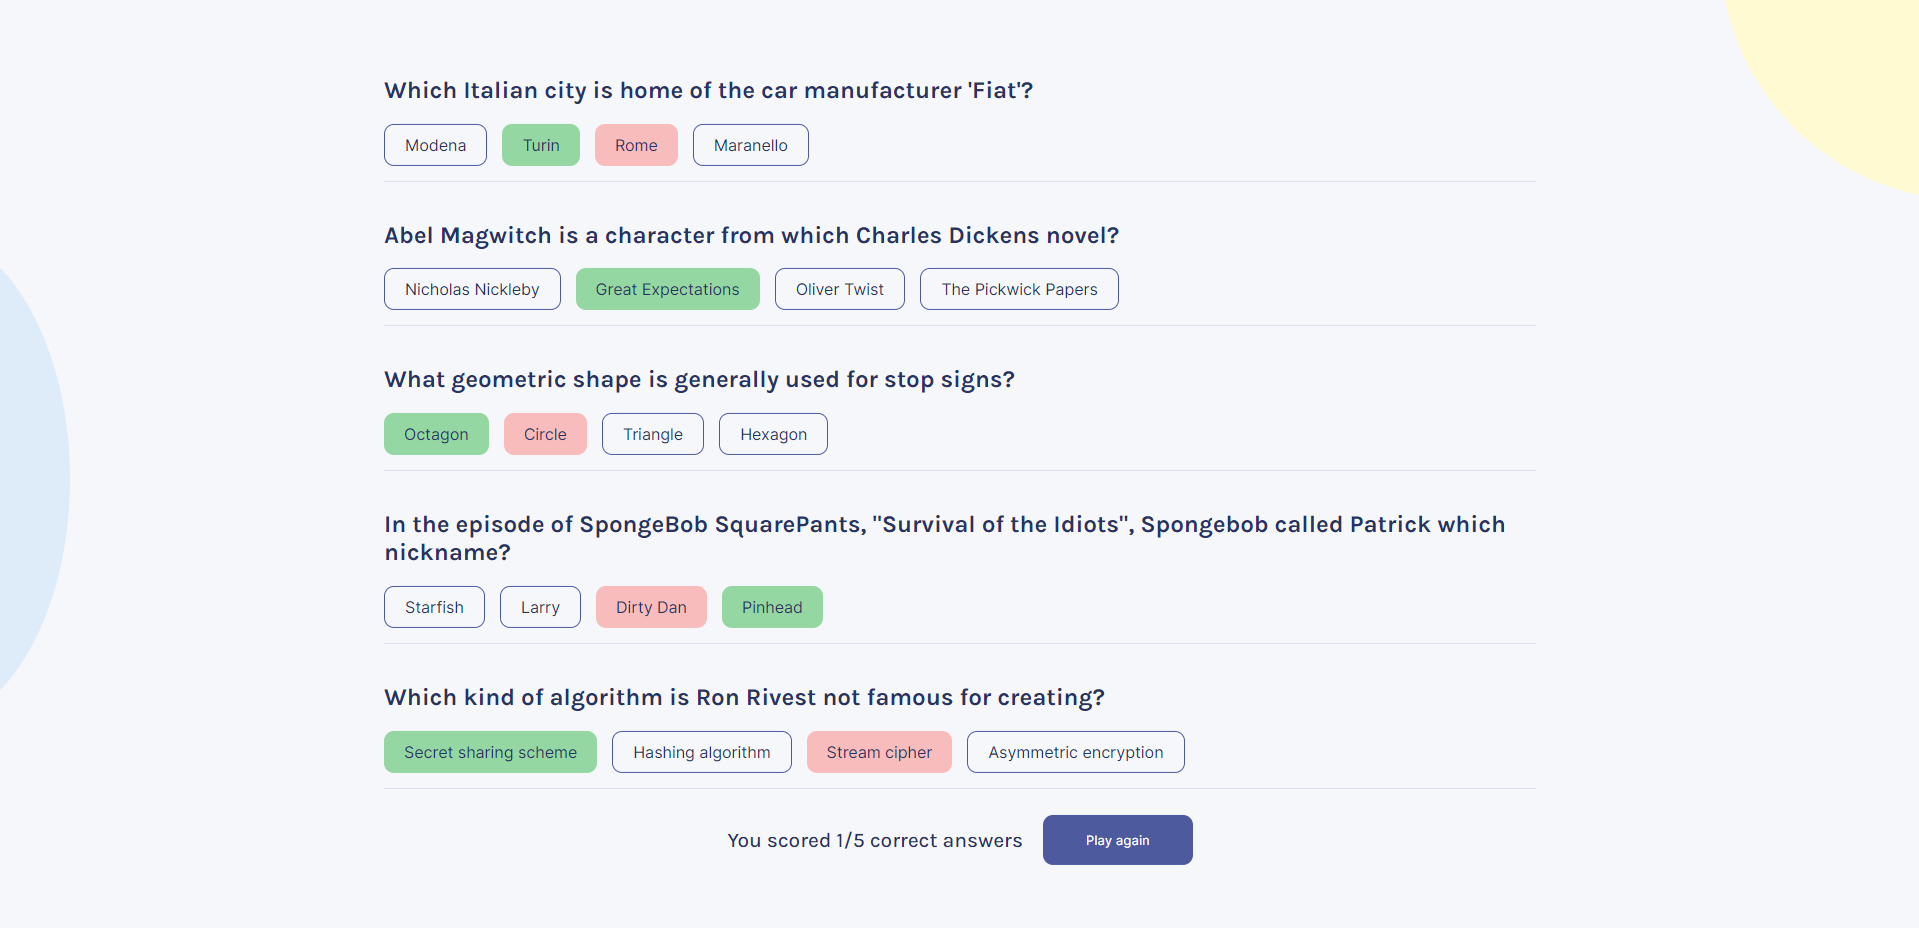 Which Italian city is home of the car manufacturer 'Fiat'?
Modena Turin Rome Maranello
Abel Magwitch is a character from which Charles Dickens novel?
Nicholas Nickleby Great Expectations Oliver Twist The Pickwick Papers
What geometric shape is generally used for stop signs?
Octagon Circle Triangle Hexagon
In the episode of SpongeBob SquarePants, "Survival of the Idiots", Spongebob called Patrick which
nickname?
Starfish Larry Dirty Dan Pinhead
Which kind of algorithm is Ron Rivest not famous for creating?
Secret sharing scheme Hashing algorithm Stream cipher Asymmetric encryption
You scored 1/5 correct answers Play again